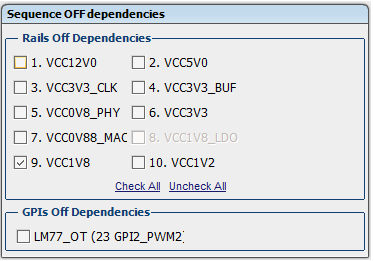 Sequence OFF dependencies
Rails Off Dependencies
1. VCC12V0 2. VCC5V0
3. VCC3V3_CLK 4. VCC3V3_BUF
5. VCC0V8_PHY 6. VCC3V3
7. VCC0V88_MAC 8. VCC1V8_LDO
9. VCC1V8 10. VCC1V2
Check All Uncheck All
GPIs Off Dependencies
LM77_OT (23 GPI2_PWM2)